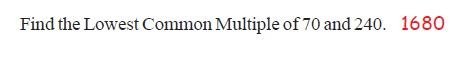 Find the Lowest Common Multiple of 70 and 240. 1680